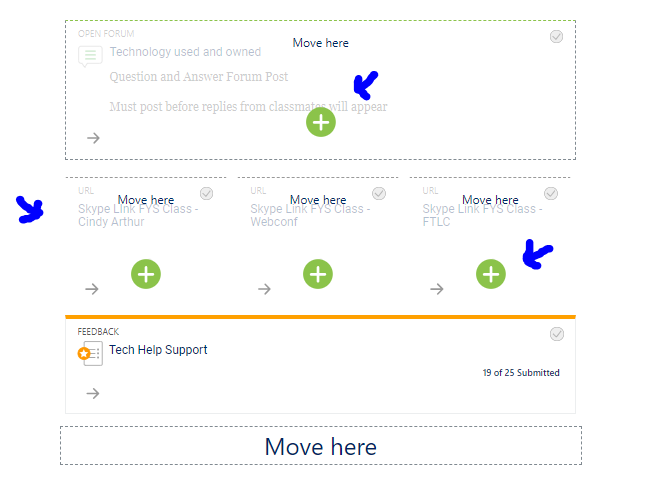 OPEN FORUM
Move here
Technology used and owned
Question and Answer Forum Post
Must post before replies from classmates will appear
URL
Move here
Skype Link FYS Class -
Cindy Arthur
URL
Move here
Skype Link FYS Class -
Webconf
URL
Move here
Skype Link FYS Class -
FTLC
FEEDBACK
Tech Help Support
19 of 25 Submitted
Move here